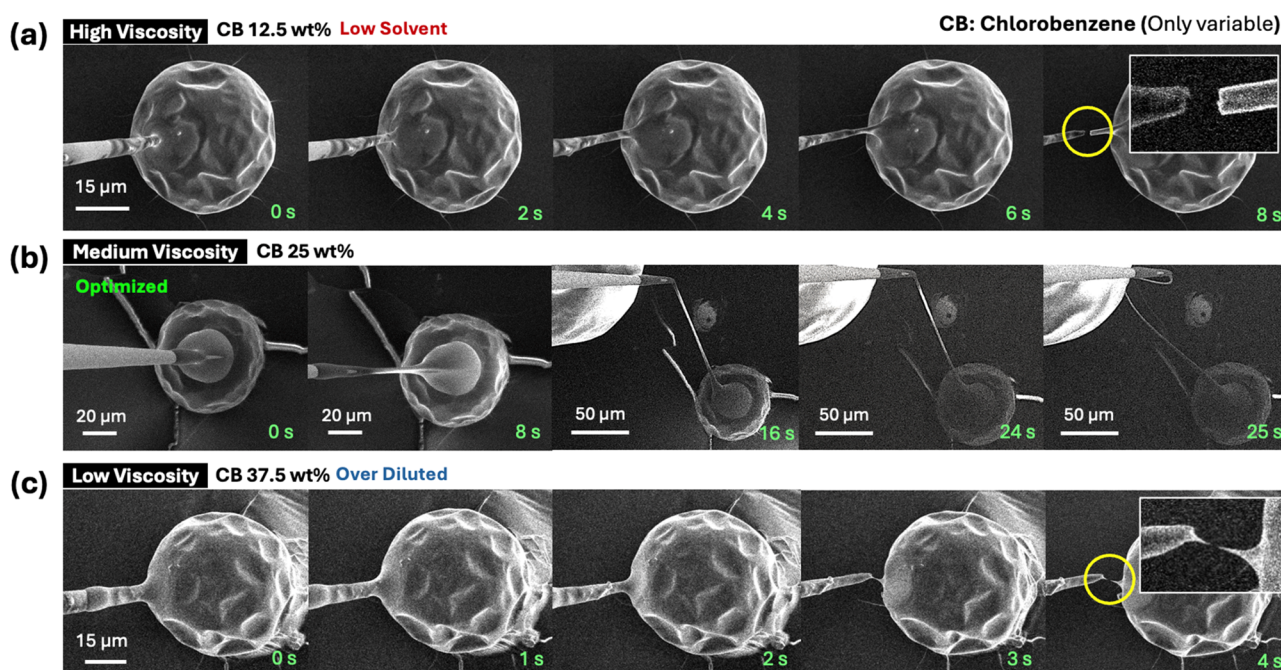 (a) High Viscosity CB 12.5 wt% Low Solvent CB: Chlorobenzene (Only variable)
15 µm 0 s 2 s 4 s 6 s 8 s
(b) Medium Viscosity CB 25 wt%
Optimized
20 µm 0 s 20 µm 8 s 50 µm 16 s 50 µm 24 s 50 µm 25 s
(c) Low Viscosity CB 37.5 wt% Over Diluted
15 µm 0 s 1 s 2 s 3 s 4 s